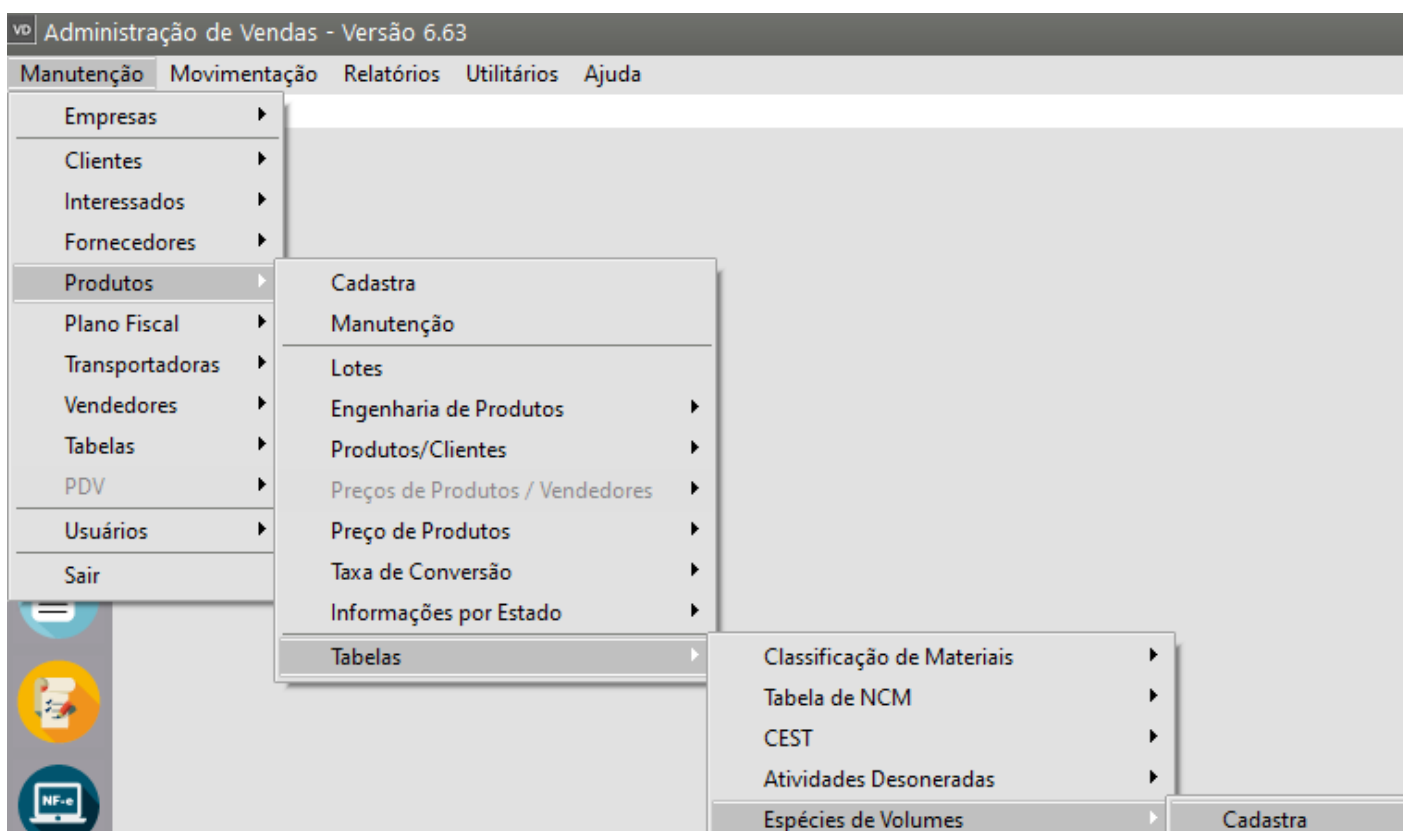 VD Administração de Vendas - Versão 6.63
Manutenção Movimentação Relatórios Utilitários Ajuda
Empresas
Clientes
Interessados
Fornecedores
Produtos
Plano Fiscal
Transportadoras
Vendedores
Tabelas
PDV
Usuários
Sair
Cadastra
Manutenção
Lotes
Engenharia de Produtos
Produtos/Clientes
Preços de Produtos / Vendedores
Preço de Produtos
Taxa de Conversão
Informações por Estado
Tabelas
Classificação de Materiais
Tabela de NCM
CEST
Atividades Desoneradas
Espécies de Volumes
Cadastra
NF-e